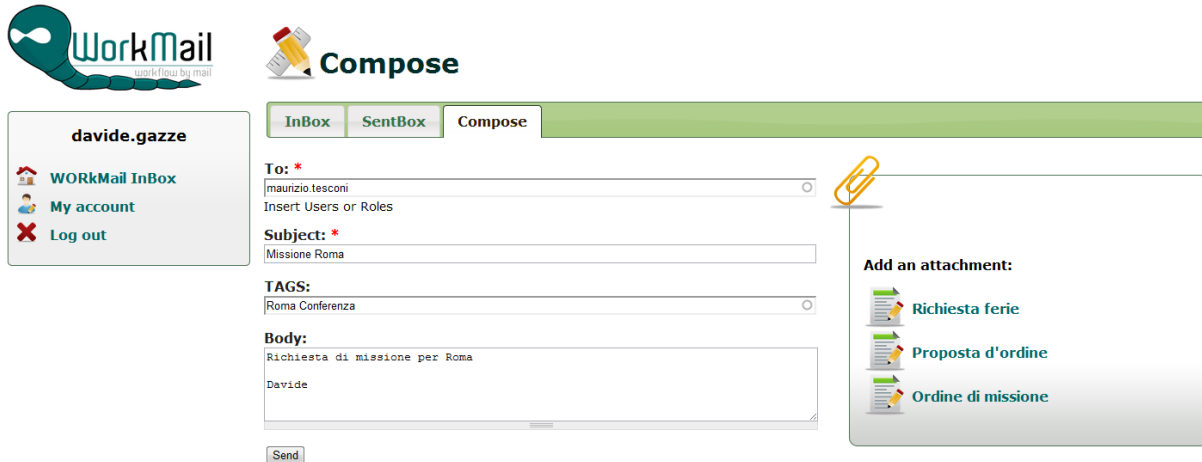 WorkMail
workflow by mail
Compose
davide.gazze
WORkMail InBox
My account
Log out
InBox
SentBox
Compose
To: *
maurizio.tesconi
Insert Users or Roles
Subject: *
Missione Roma
TAGS:
Roma Conferenza
Body:
Richiesta di missione per Roma
Davide
Send
Add an attachment:
Richiesta ferie
Proposta d'ordine
Ordine di missione